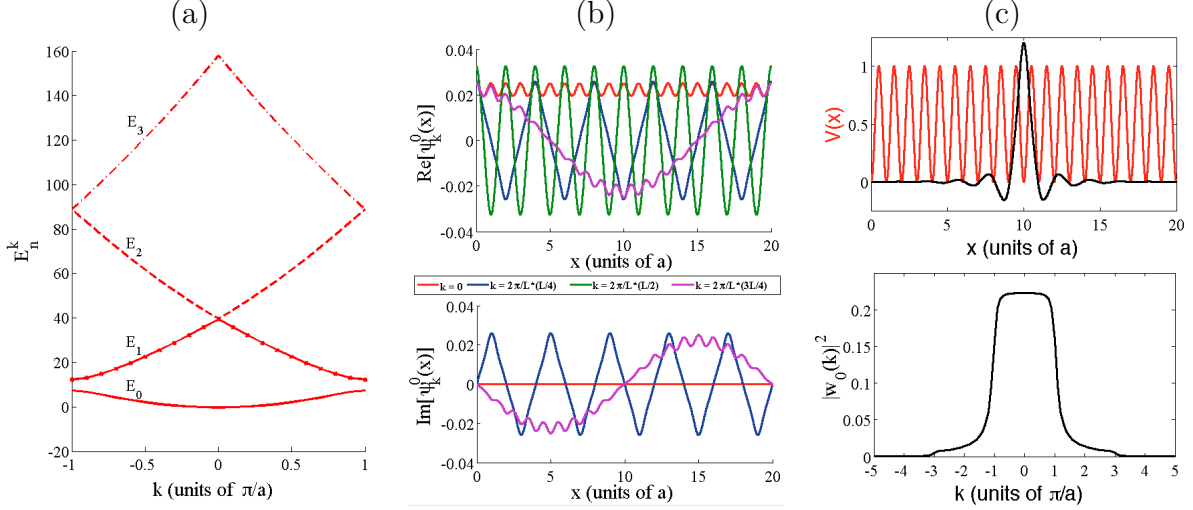 (a)
160
140
120
100
80
60
40
20
0
-20
E_n^k
E_3
E_2
E_1
E_0
-1 -0.5 0 0.5 1
k (units of π/a)
(b)
0.04
0.02
0
-0.02
-0.04
Re[ψ_k^0(x)]
0 5 10 15 20
x (units of a)
k = 0 k = 2 π/L*(L/4) k = 2 π/L*(L/2) k = 2 π/L*(3L/4)
0.04
0.02
0
-0.02
-0.04
Im[ψ_k^0(x)]
0 5 10 15 20
x (units of a)
(c)
1
0.5
0
V(x)
0 5 10 15 20
x (units of a)
0.2
0.15
0.1
0.05
0
|w_0(k)|^2
-5 -4 -3 -2 -1 0 1 2 3 4 5
k (units of π/a)